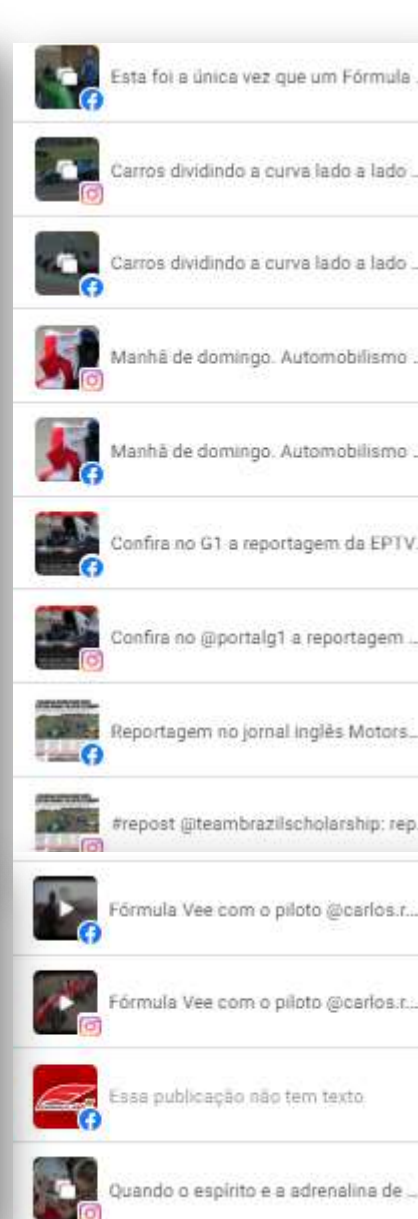 Esta foi a única vez que um Fórmula .
Carros dividindo a curva lado a lado ...
Carros dividindo a curva lado a lado ...
Manhã de domingo. Automobilismo .
Manhã de domingo. Automobilismo ..
Confira no G1 a reportagem da EPTV.
Confira no @portalg1 a reportagem ...
Reportagem no jornal inglês Motors...
#repost @teambrazilscholarship: rep.
Fórmula Vee com o piloto @carlos.r...
Fórmula Vee com o piloto @carlos.r...
Essa publicação não tem texto
Quando o espírito e a adrenalina de ...